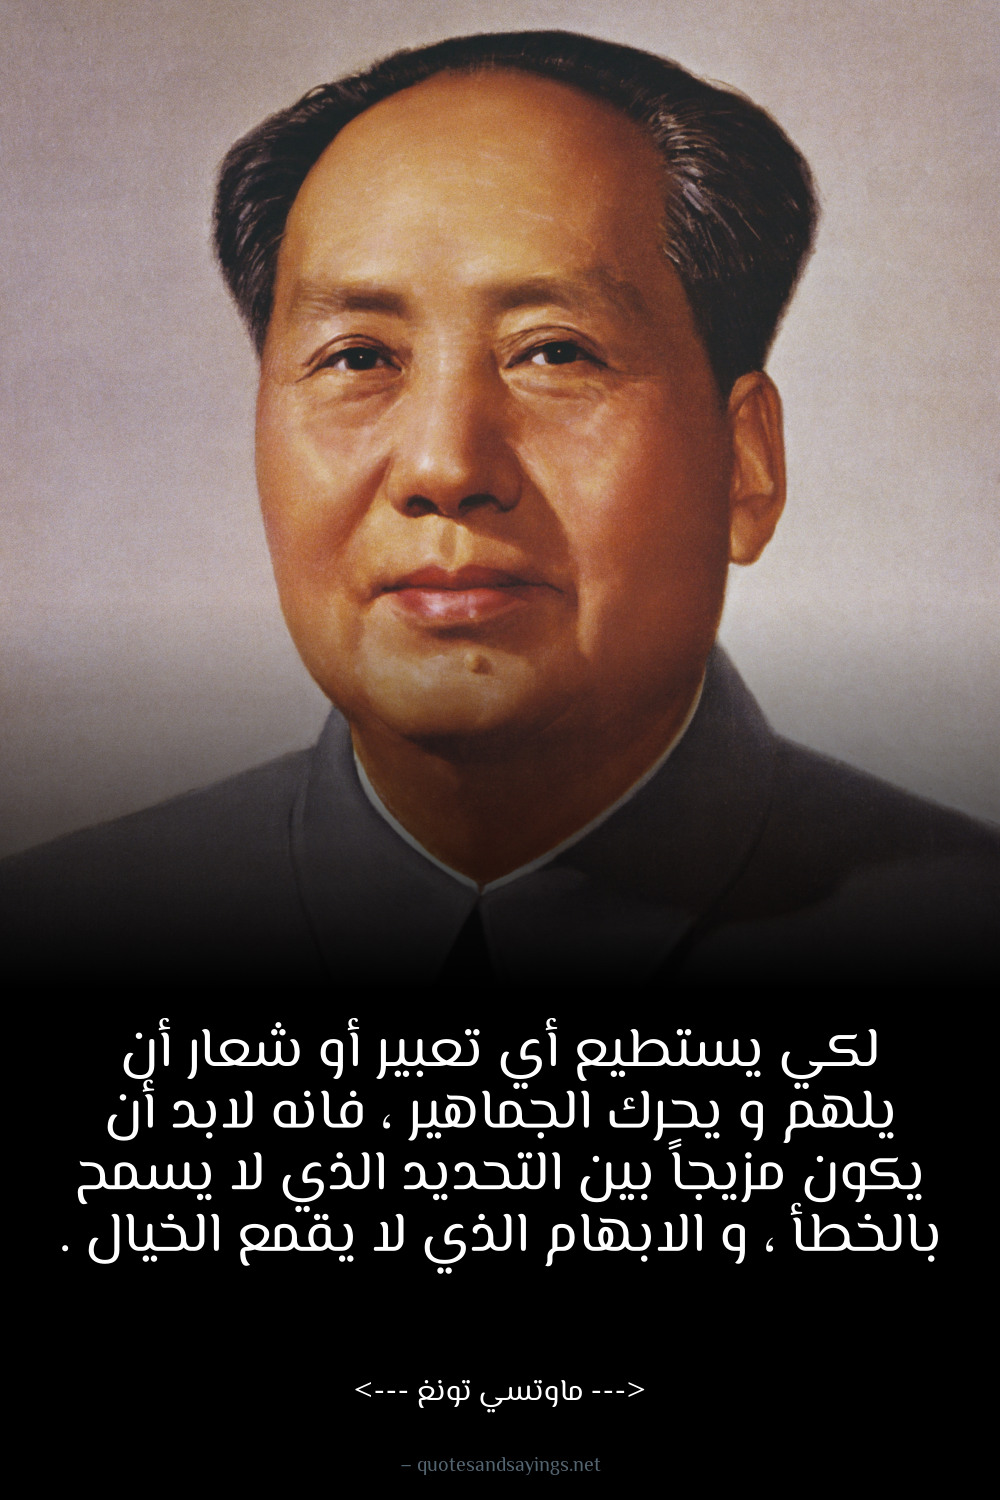 لكي يستطيع أي تعبير أو شعار أن
يلهم و يحرك الجماهير ، فانه لابد أن
يكون مزيجاً بين التحديد الذي لا يسمح
بالخطأ ، و الابهام الذي لا يقمع الخيال .
<--- ماوتسي تونغ --->
– quotesandsayings.net